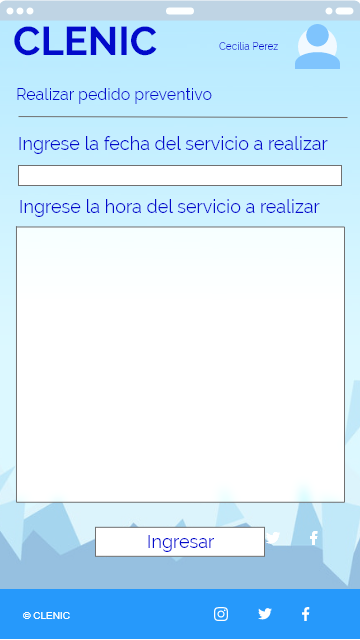 CLENIC
Cecilia Perez
Realizar pedido preventivo
Ingrese la fecha del servicio a realizar
Ingrese la hora del servicio a realizar
Ingresar
© CLENIC